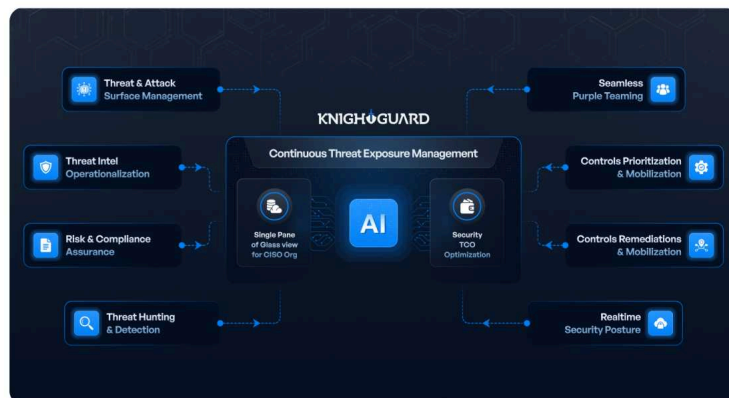 Threat & Attack
Surface Management
Seamless
Purple Teaming
KNIGHTGUARD
Continuous Threat Exposure Management
Threat Intel
Operationalization
Controls Prioritization
& Mobilization
Single Pane
of Glass view
for CISO Org
AI
Security
TCO
Optimization
Risk & Compliance
Assurance
Controls Remediations
& Mobilization
Threat Hunting
& Detection
Realtime
Security Posture